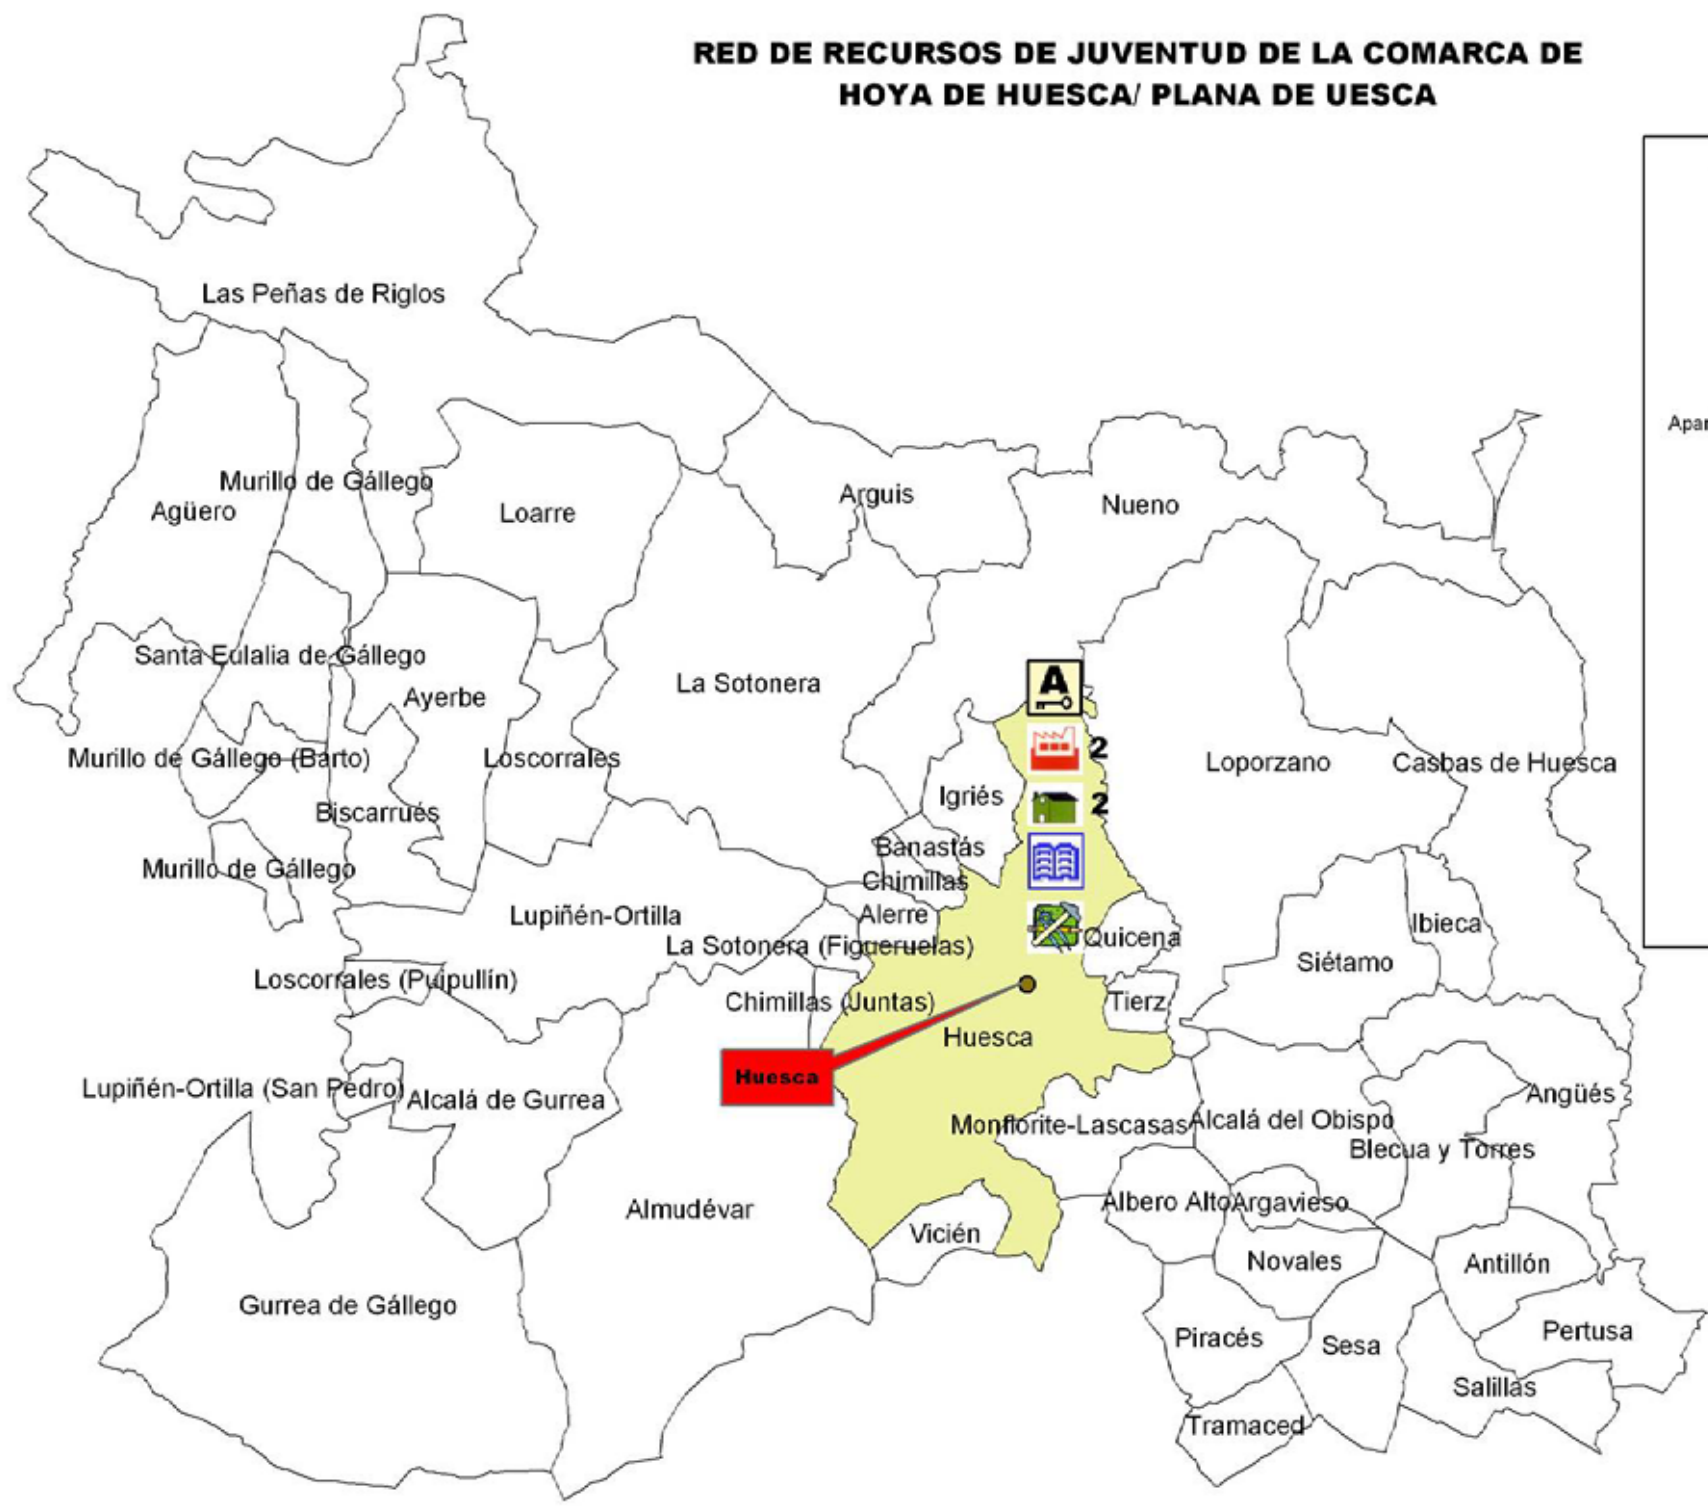 RED DE RECURSOS DE JUVENTUD DE LA COMARCA DE
HOYA DE HUESCA/ PLANA DE UESCA
Las Peñas de Riglos
Apar
Murillo de Gállego
Agüero
Loarre
Arguis
Nueno
Santa Eulalia de Gállego
Ayerbe
La Sotonera
A
Murillo de Gállego (Barto)
Loscorrales
2
Loporzano
Casbas de Huesca
Igriés
2
Biscarrués
Banastás
Murillo de Gállego
Chimillas
Lupiñén-Ortilla
Alerre
Ibieca
La Sotonera (Figueruelas)
Quicena
Siétamo
Loscorrales (Puipullín)
Chimillas (Juntas)
Tierz
Huesca
Huesca
Lupiñén-Ortilla (San Pedro)
Alcalá de Gurrea
Angüés
Monflorite-Lascasas
Alcalá del Obispo
Blecua y Torres
Almudévar
Albero Alto
Argavieso
Vicién
Novales
Antillón
Gurrea de Gállego
Piracés
Sesa
Pertusa
Salillas
Tramaced